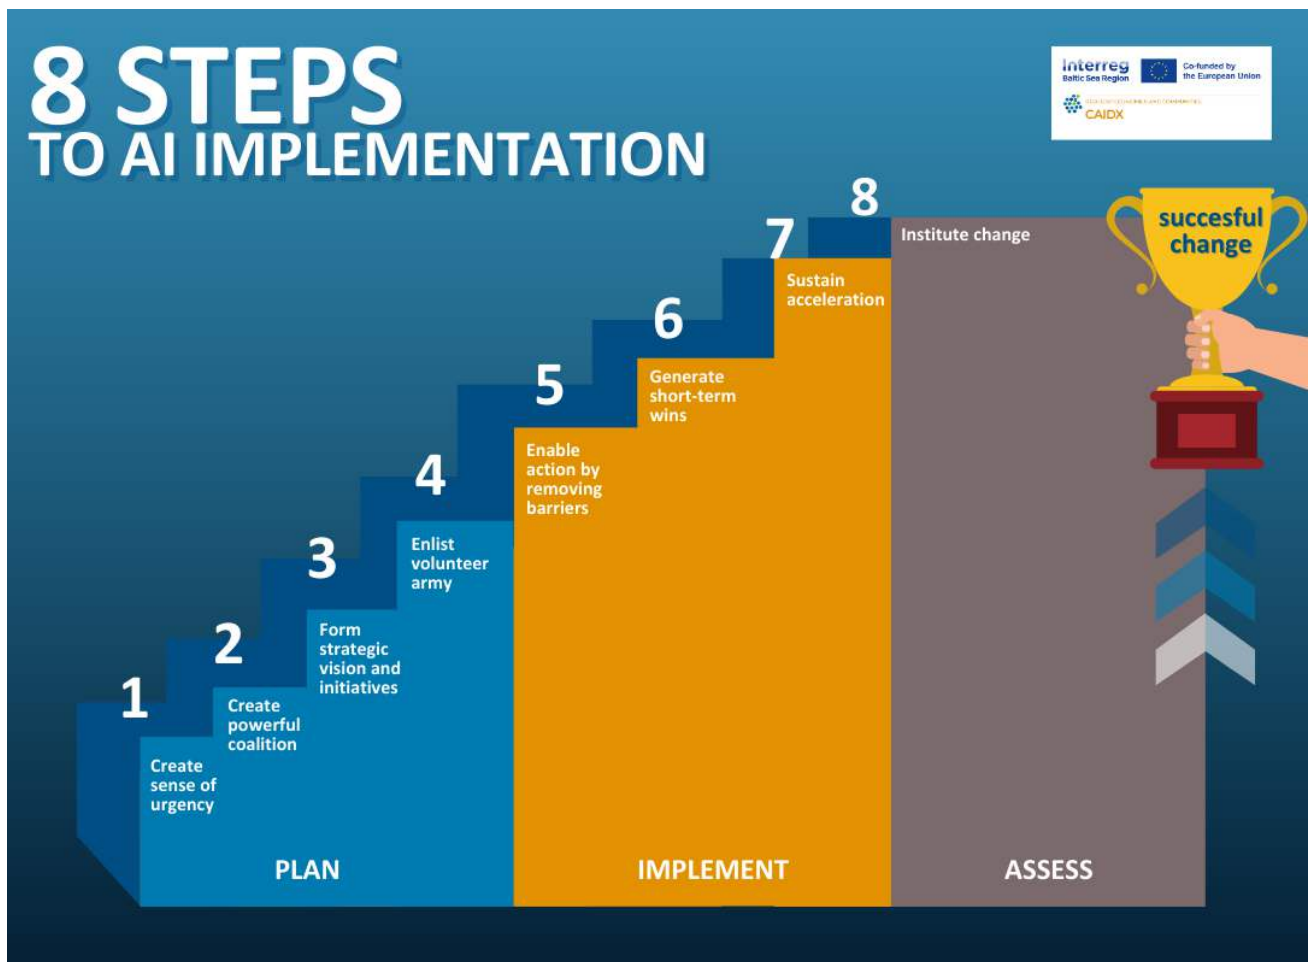 8 STEPS
TO AI IMPLEMENTATION
Interreg
Baltic Sea Region
Co-funded by
the European Union
CAIDX
8
7
6
5
4
3
2
1
Institute change
succesful
change
Sustain
acceleration
Generate
short-term
wins
Enable
action by
removing
barriers
Enlist
volunteer
army
Form
strategic
vision and
initiatives
Create
powerful
coalition
Create
sense of
urgency
PLAN
IMPLEMENT
ASSESS